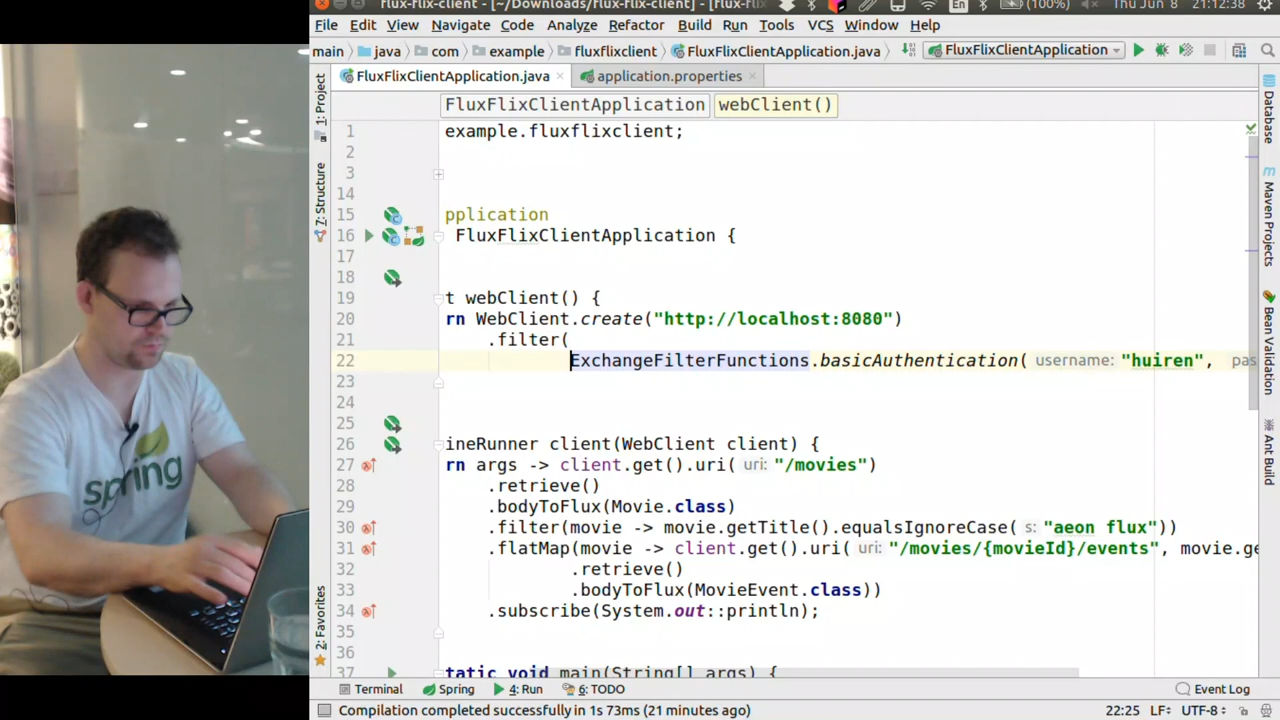 flux-flix-client - [~/Downloads/flux-flix-client] - [flux-fli
En
(100%)
Thu Jun 8 21:12:38
File Edit View Navigate Code Analyze Refactor Build Run Tools VCS Window Help
main java com example fluxflixclient FluxFlixClientApplication.java FluxFlixClientApplication
FluxFlixClientApplication.java application.properties
FluxFlixClientApplication webClient()
1 example.fluxflixclient;
2
3
14
15 pplication
16 FluxFlixClientApplication {
17
18
19 t webClient() {
20 rn WebClient.create("http://localhost:8080")
21 .filter(
22 ExchangeFilterFunctions.basicAuthentication( username: "huiren", pas
23
24
25
26 ineRunner client(WebClient client) {
27 rn args -> client.get().uri( uri: "/movies")
28 .retrieve()
29 .bodyToFlux(Movie.class)
30 .filter(movie -> movie.getTitle().equalsIgnoreCase( s: "aeon flux"))
31 .flatMap(movie -> client.get().uri( uri: "/movies/{movieId}/events", movie.ge
32 .retrieve()
33 .bodyToFlux(MovieEvent.class))
34 .subscribe(System.out::println);
35
36
37 tatic void main(String[] args) {
1: Project
7: Structure
2: Favorites
Database
Maven Projects
Bean Validation
Ant Build
spring
Terminal Spring 4: Run 6: TODO Event Log
Compilation completed successfully in 1s 73ms (21 minutes ago) 22:25 LF UTF-8